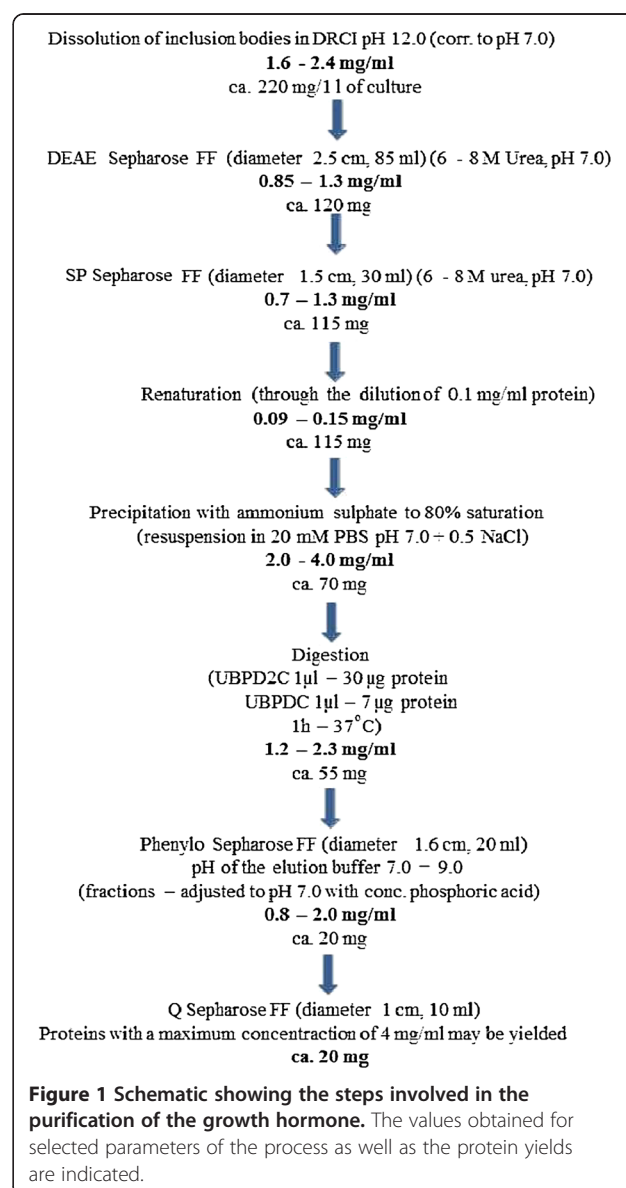 Dissolution of inclusion bodies in DRCI pH 12.0 (corr. to pH 7.0)
1.6 - 2.4 mg/ml
ca. 220 mg/1 l of culture
DEAE Sepharose FF (diameter 2.5 cm, 85 ml) (6 - 8 M Urea, pH 7.0)
0.85 – 1.3 mg/ml
ca. 120 mg
SP Sepharose FF (diameter 1.5 cm, 30 ml) (6 - 8 M urea, pH 7.0)
0.7 – 1.3 mg/ml
ca. 115 mg
Renaturation (through the dilution of 0.1 mg/ml protein)
0.09 – 0.15 mg/ml
ca. 115 mg
Precipitation with ammonium sulphate to 80% saturation
(resuspension in 20 mM PBS pH 7.0 ÷ 0.5 NaCl)
2.0 - 4.0 mg/ml
ca. 70 mg
Digestion
(UBPD2C 1µl – 30 µg protein
UBPDC 1µl – 7 µg protein
1h – 37°C)
1.2 – 2.3 mg/ml
ca. 55 mg
Phenylo Sepharose FF (diameter 1.6 cm, 20 ml)
pH of the elution buffer 7.0 – 9.0
(fractions – adjusted to pH 7.0 with conc. phosphoric acid)
0.8 – 2.0 mg/ml
ca. 20 mg
Q Sepharose FF (diameter 1 cm, 10 ml)
Proteins with a maximum concentration of 4 mg/ml may be yielded
ca. 20 mg
Figure 1 Schematic showing the steps involved in the
purification of the growth hormone. The values obtained for
selected parameters of the process as well as the protein yields
are indicated.